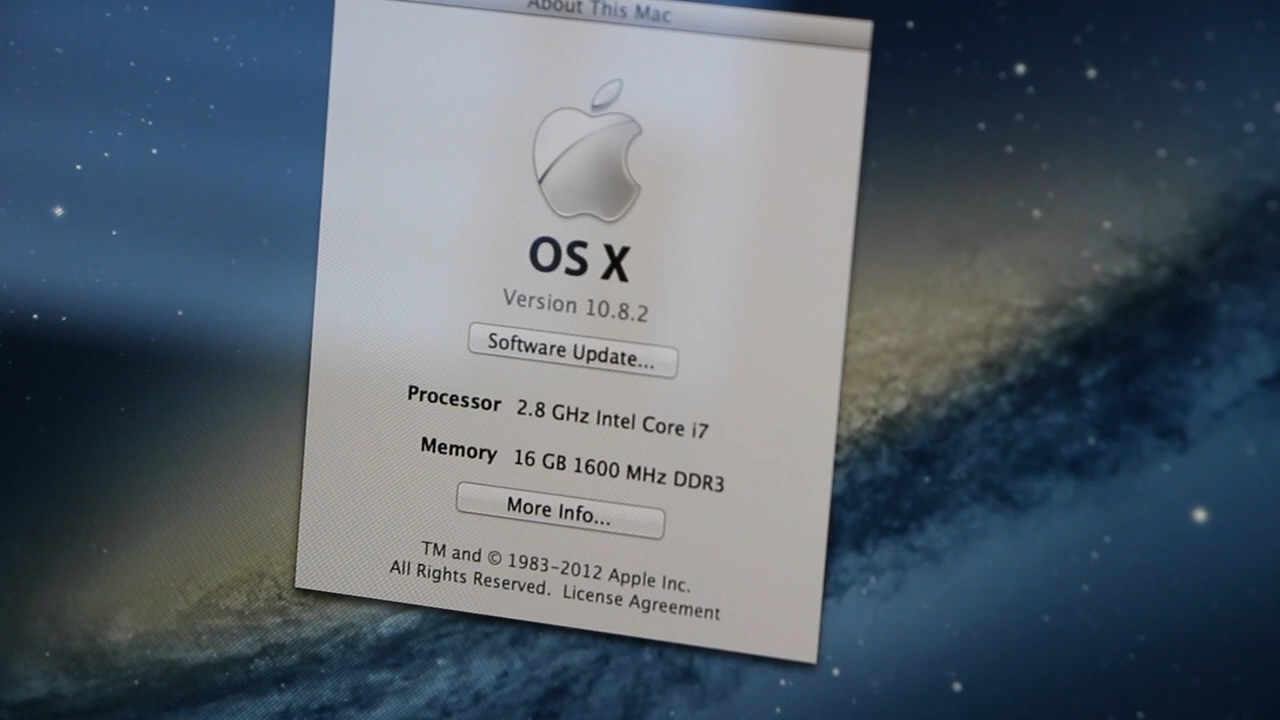 About This Mac
OS X
Version 10.8.2
Software Update...
Processor 2.8 GHz Intel Core i7
Memory 16 GB 1600 MHz DDR3
More Info...
TM and © 1983-2012 Apple Inc.
All Rights Reserved. License Agreement